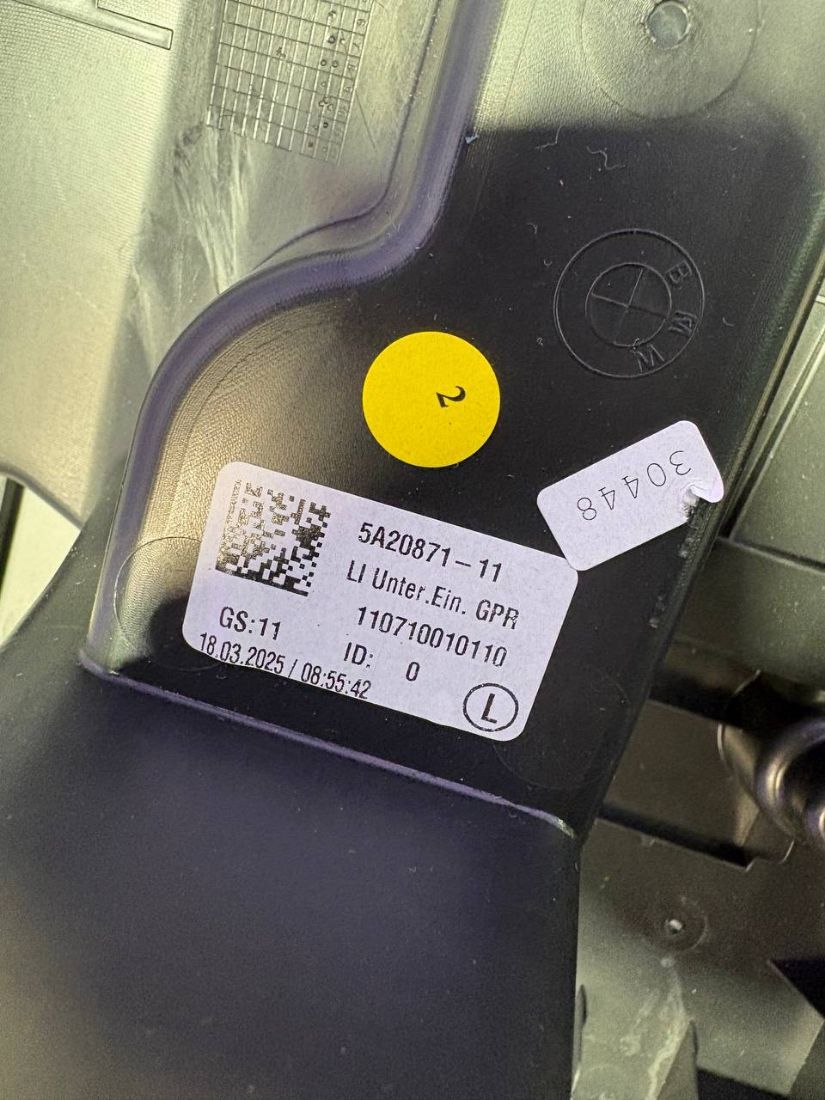 BMW
2
30448
5A20871-11
LI Unter.Ein. GPR
110710010110
GS:11
ID: 0
18.03.2025 / 08:55:42
L